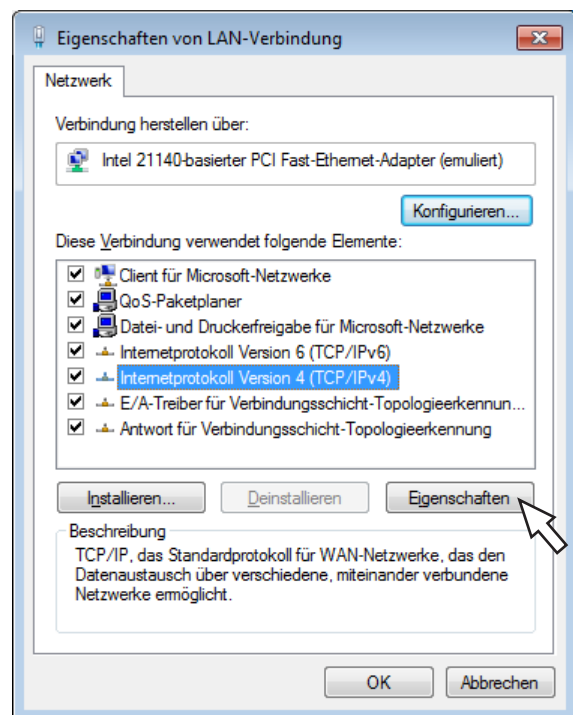 Eigenschaften von LAN-Verbindung
Netzwerk
Verbindung herstellen über:
Intel 21140-basierter PCI Fast-Ethernet-Adapter (emuliert)
Konfigurieren...
Diese Verbindung verwendet folgende Elemente:
Client für Microsoft-Netzwerke
QoS-Paketplaner
Datei- und Druckerfreigabe für Microsoft-Netzwerke
Internetprotokoll Version 6 (TCP/IPv6)
Internetprotokoll Version 4 (TCP/IPv4)
E/A-Treiber für Verbindungsschicht-Topologieerkennun...
Antwort für Verbindungsschicht-Topologieerkennung
Installieren...
Deinstallieren
Eigenschaften
Beschreibung
TCP/IP, das Standardprotokoll für WAN-Netzwerke, das den
Datenaustausch über verschiedene, miteinander verbundene
Netzwerke ermöglicht.
OK
Abbrechen